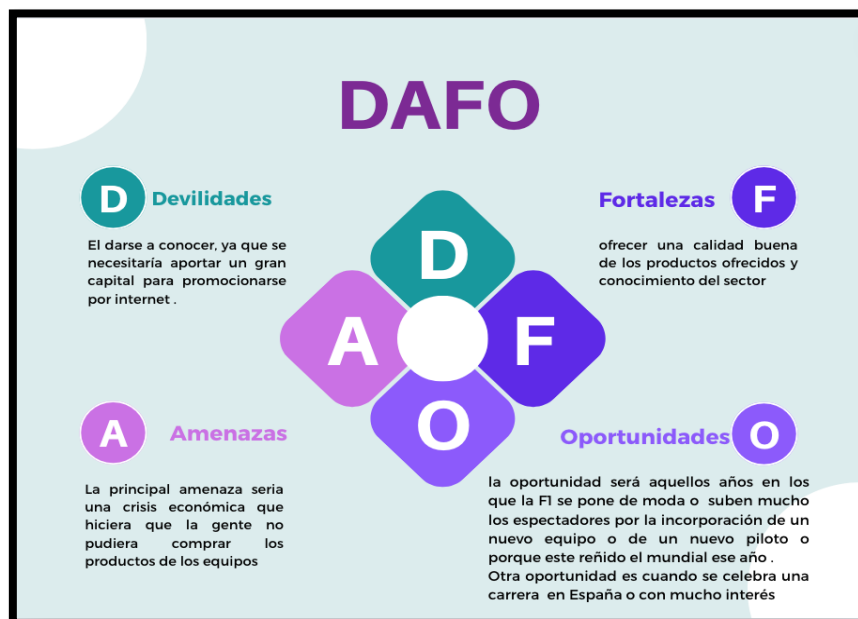 DAFO
D
Devilidades
El darse a conocer, ya que se
necesitaría aportar un gran
capital para promocionarse
por internet .
Fortalezas
F
ofrecer una calidad buena
de los productos ofrecidos y
conocimiento del sector
D
A
F
O
A
Amenazas
La principal amenaza seria
una crisis económica que
hiciera que la gente no
pudiera comprar los
productos de los equipos
Oportunidades
O
la oportunidad será aquellos años en los
que la F1 se pone de moda o suben mucho
los espectadores por la incorporación de un
nuevo equipo o de un nuevo piloto o
porque este reñido el mundial ese año .
Otra oportunidad es cuando se celebra una
carrera en España o con mucho interés